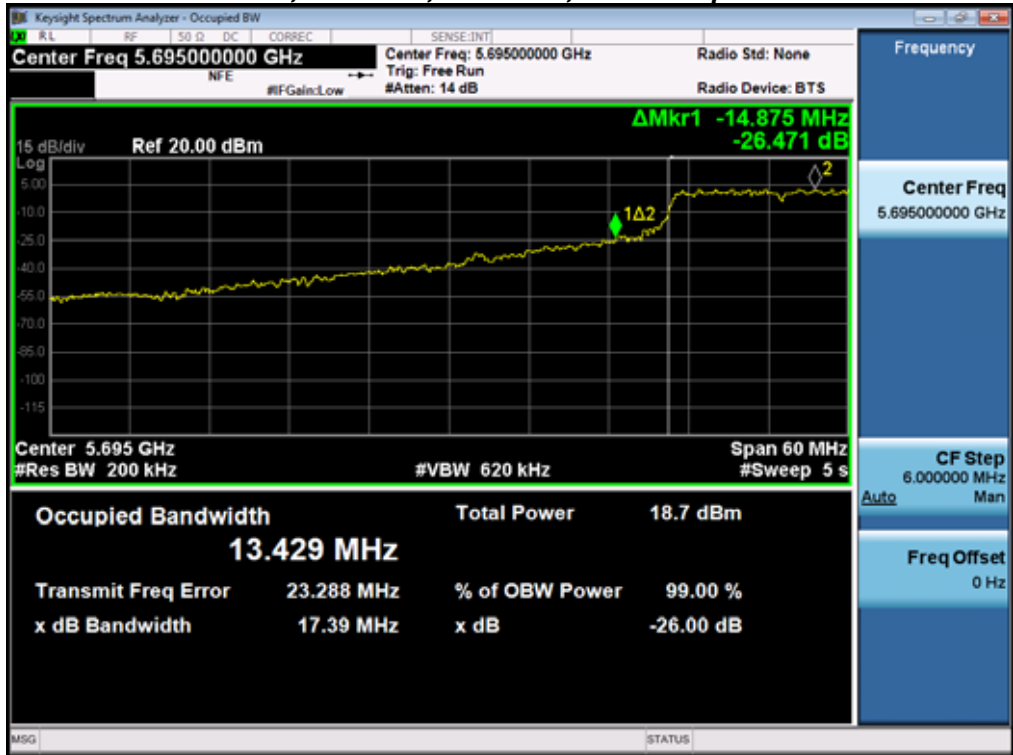 Keysight Spectrum Analyzer - Occupied BW
RL RF 50 Ω DC CORREC SENSE:INT
Center Freq 5.695000000 GHz
NFE
#IFGain:Low
Center Freq: 5.695000000 GHz
Trig: Free Run
#Atten: 14 dB
Radio Std: None
Radio Device: BTS
ΔMkr1 -14.875 MHz
-26.471 dB
15 dB/div Ref 20.00 dBm
Log
5.00
-10.0
-25.0
-40.0
-55.0
-70.0
-85.0
-100
-115
1Δ2
2
Center 5.695 GHz Span 60 MHz
#Res BW 200 kHz #VBW 620 kHz #Sweep 5 s
Occupied Bandwidth Total Power 18.7 dBm
13.429 MHz
Transmit Freq Error 23.288 MHz % of OBW Power 99.00 %
x dB Bandwidth 17.39 MHz x dB -26.00 dB
Frequency
Center Freq
5.695000000 GHz
CF Step
6.000000 MHz
Auto Man
Freq Offset
0 Hz
MSG STATUS